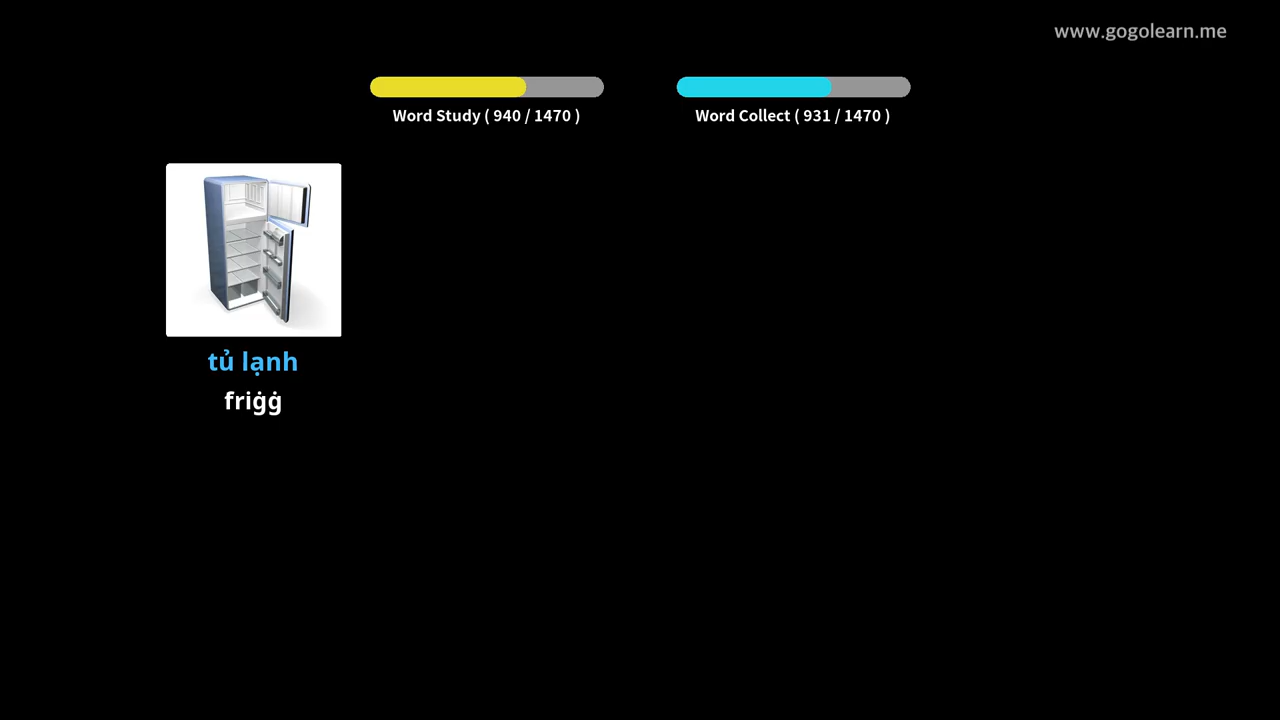 www.gogolearn.me
Word Study ( 940 / 1470 )
Word Collect ( 931 / 1470 )
tủ lạnh
friġġ